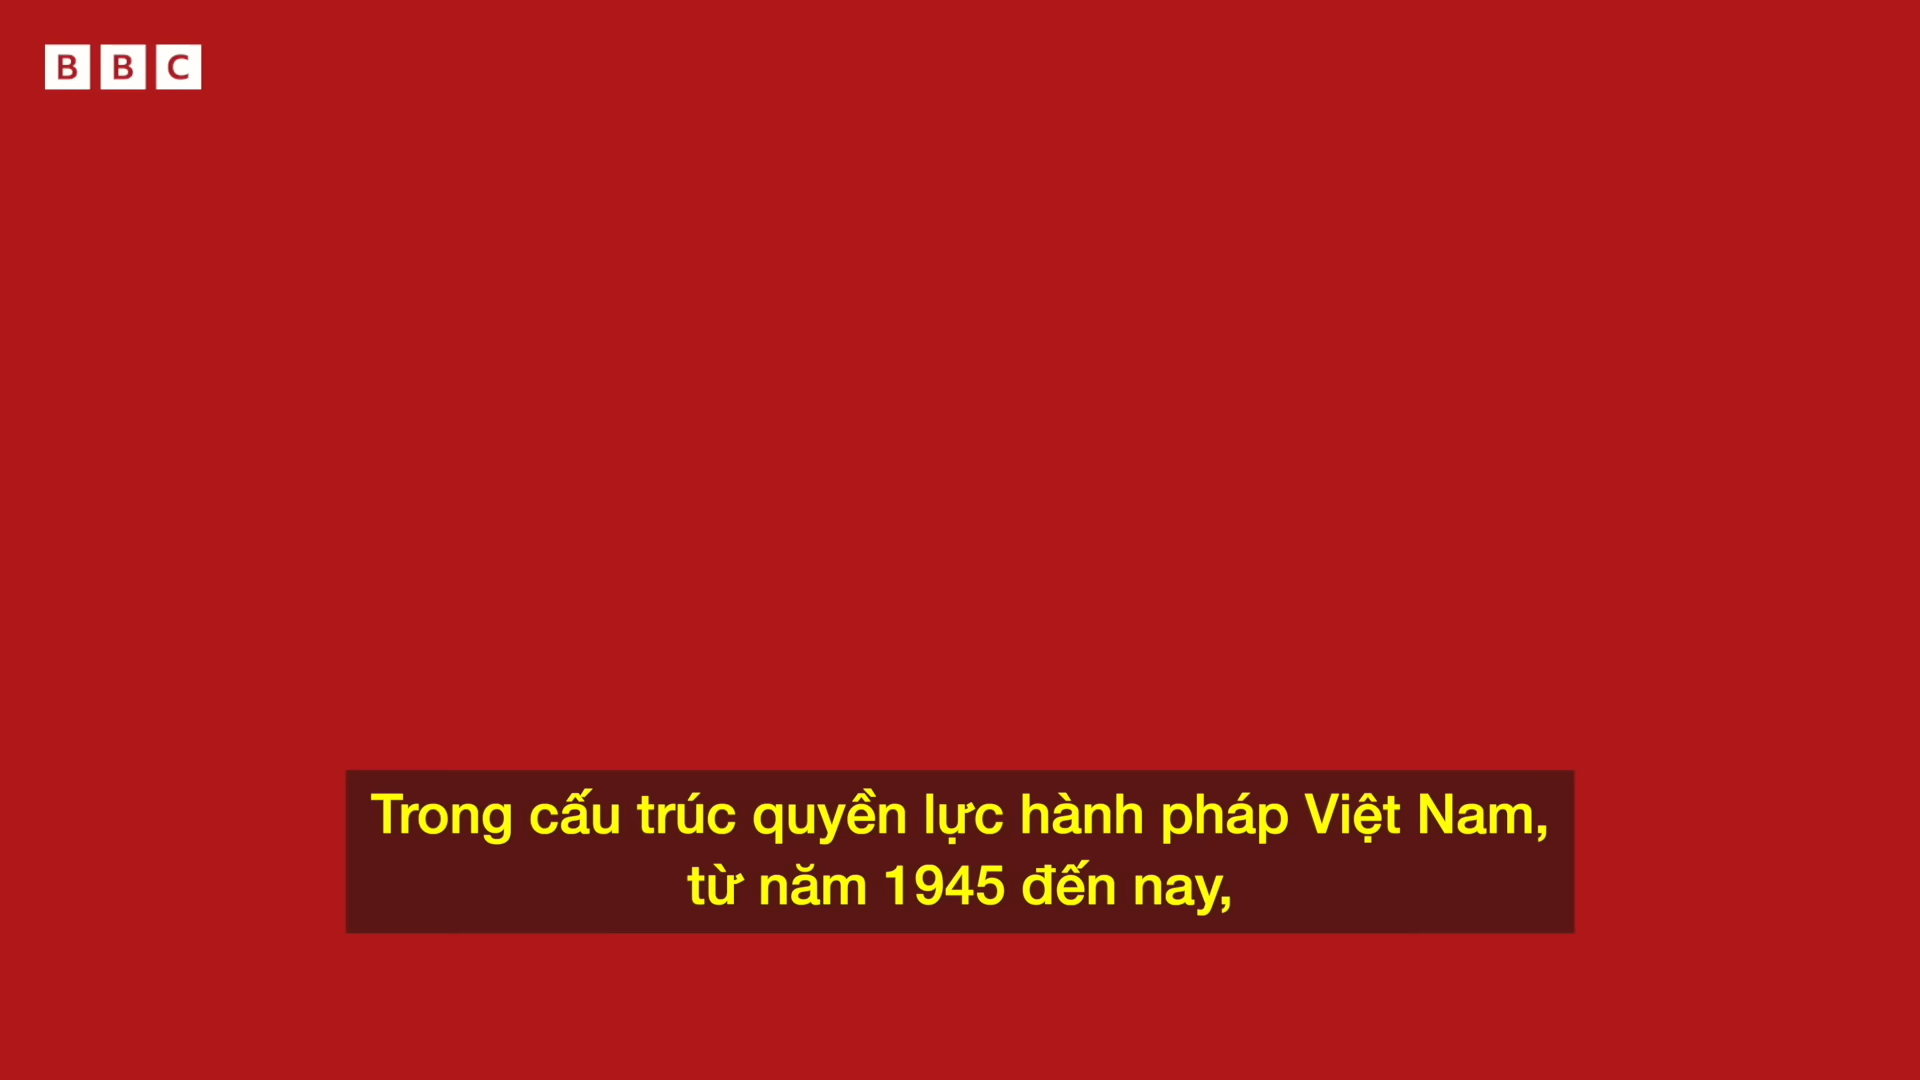 BBC
Trong cấu trúc quyền lực hành pháp Việt Nam,
từ năm 1945 đến nay,